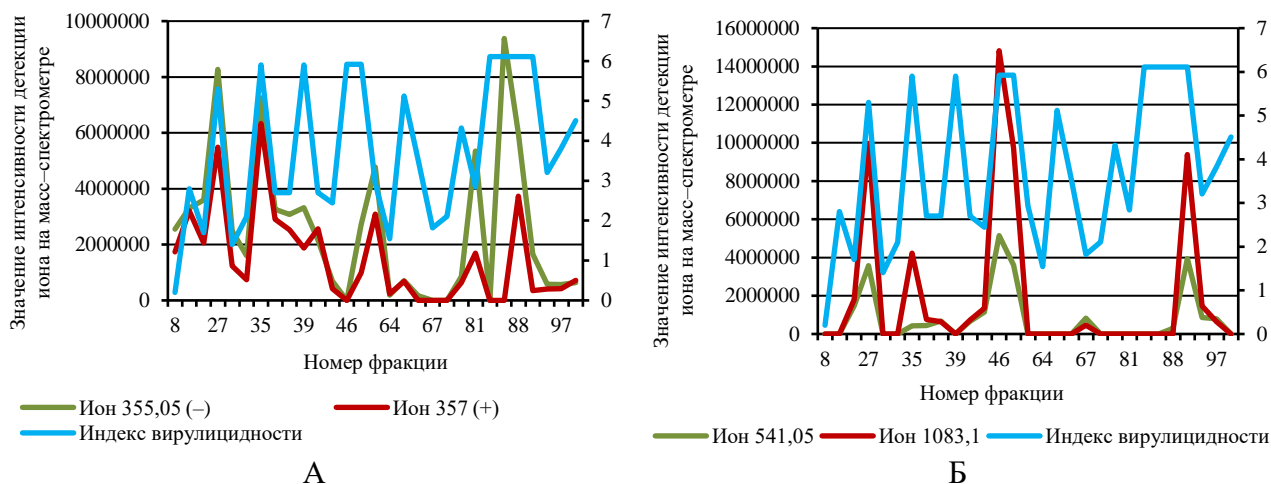 Значение интенсивности детекции
иона на масс–спектрометре
10000000
8000000
6000000
4000000
2000000
0
7
6
5
4
3
2
1
0
8 27 35 39 46 64 67 81 88 97
Номер фракции
Ион 355,05 (–) Ион 357 (+)
Индекс вирулицидности
А
Значение интенсивности детекции
иона на масс–спектрометре
16000000
14000000
12000000
10000000
8000000
6000000
4000000
2000000
0
7
6
5
4
3
2
1
0
8 27 35 39 46 64 67 81 88 97
Номер фракции
Ион 541,05 Ион 1083,1 Индекс вирулицидности
Б